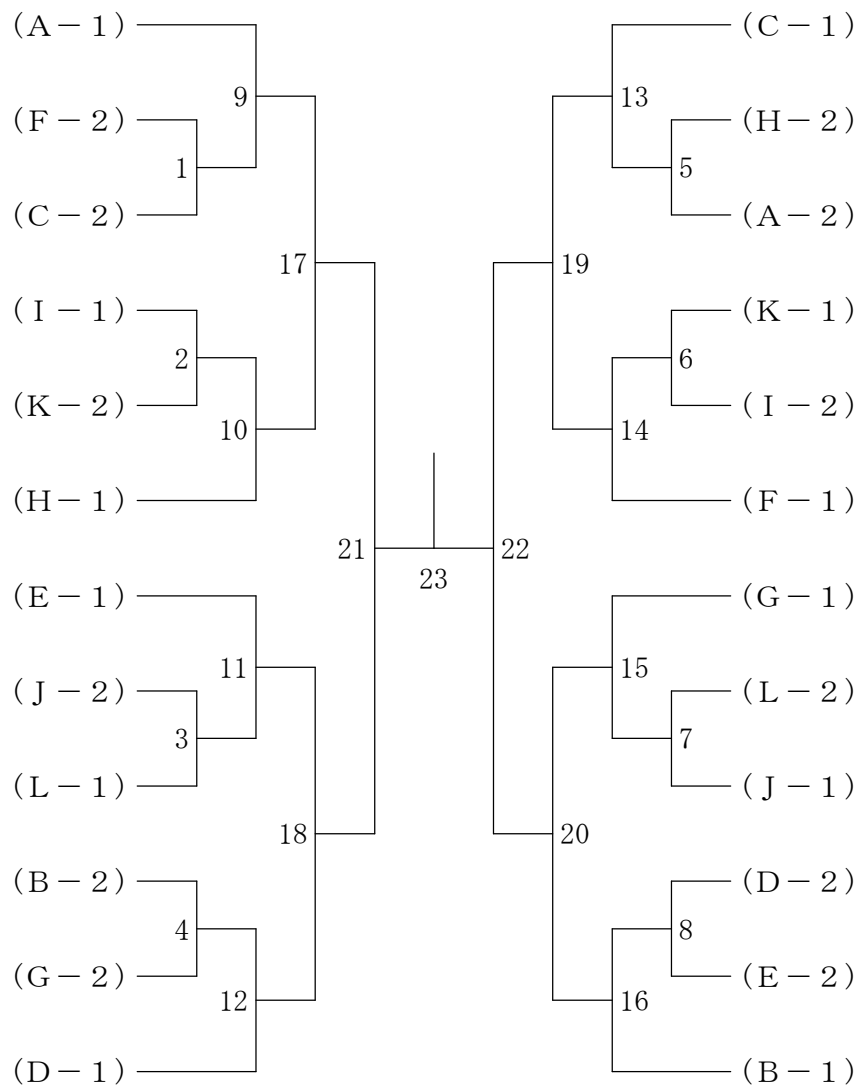 (A－1) (C－1)
9 13
(F－2) (H－2)
1 5
(C－2) (A－2)
17 19
(I－1) (K－1)
2 6
(K－2) (I－2)
10 14
(H－1) (F－1)
21 22
23
(E－1) (G－1)
11 15
(J－2) (L－2)
3 7
(L－1) (J－1)
18 20
(B－2) (D－2)
4 8
(G－2) (E－2)
12 16
(D－1) (B－1)